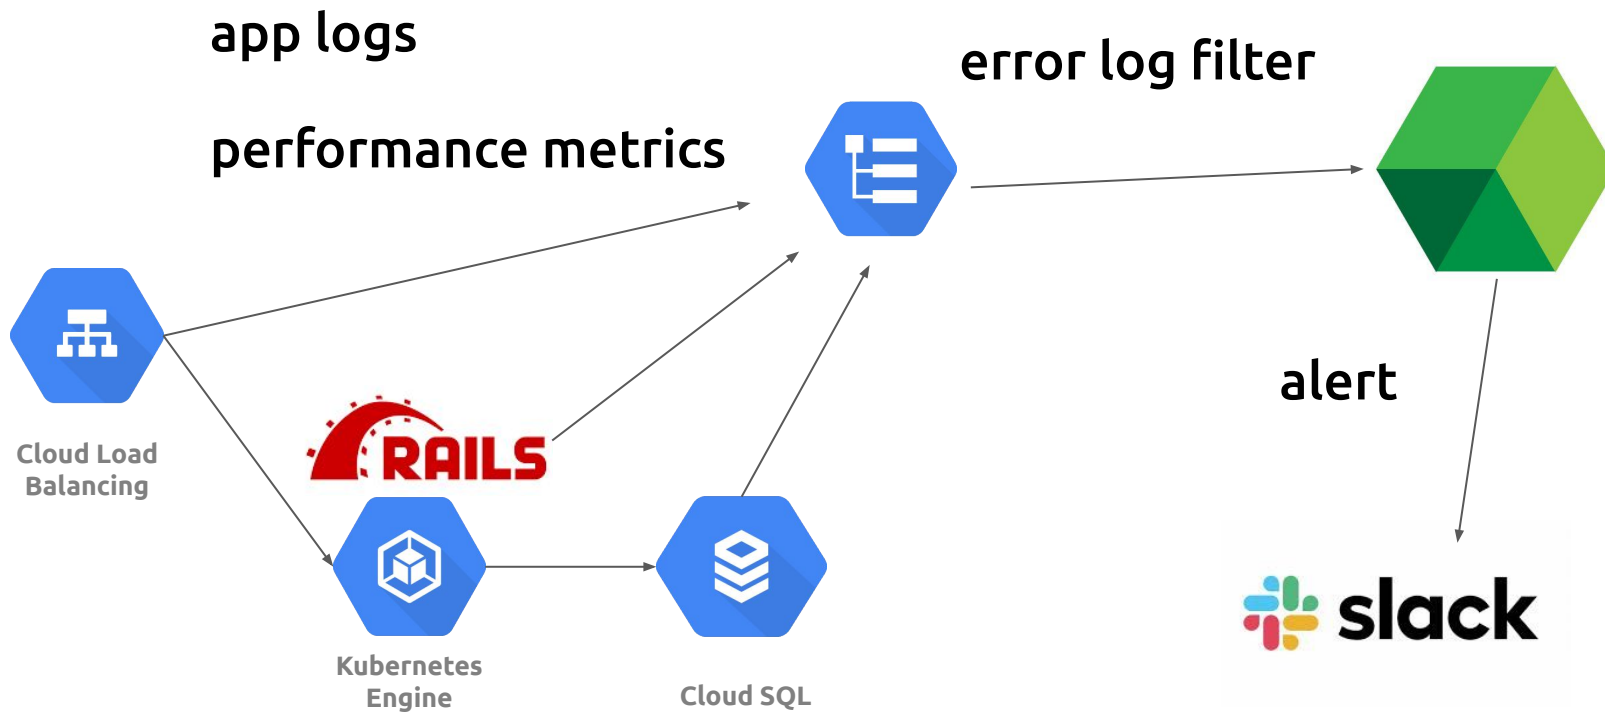 app logs
error log filter
performance metrics
alert
Cloud Load
Balancing
RAILS
slack
Kubernetes
Engine
Cloud SQL